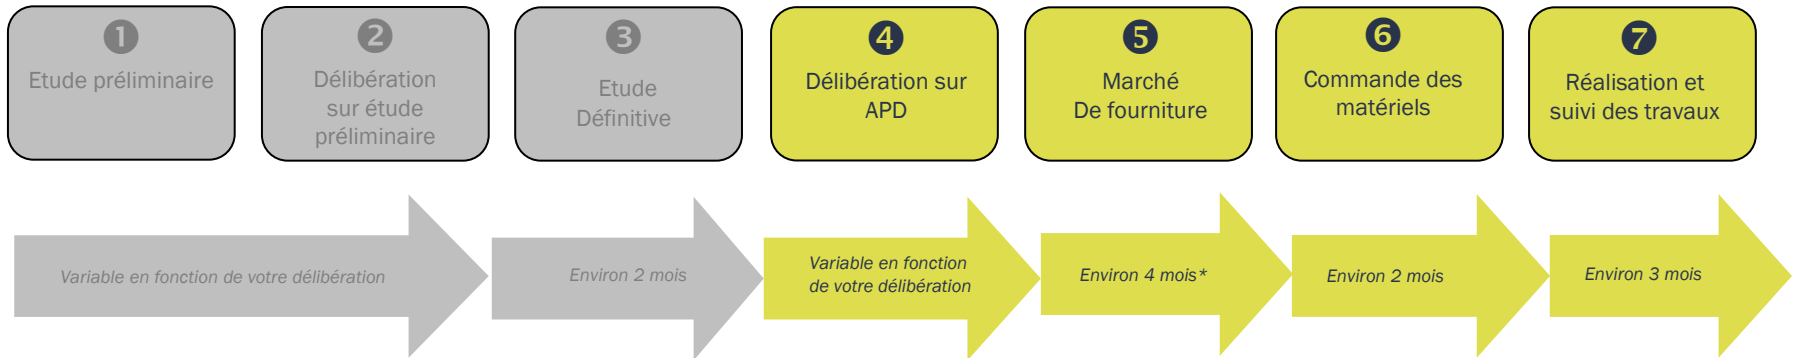 1
Etude préliminaire
2
Délibération
sur étude
préliminaire
3
Etude
Définitive
4
Délibération sur
APD
5
Marché
De fourniture
6
Commande des
matériels
7
Réalisation et
suivi des travaux
Variable en fonction de votre délibération
Environ 2 mois
Variable en fonction
de votre délibération
Environ 4 mois*
Environ 2 mois
Environ 3 mois